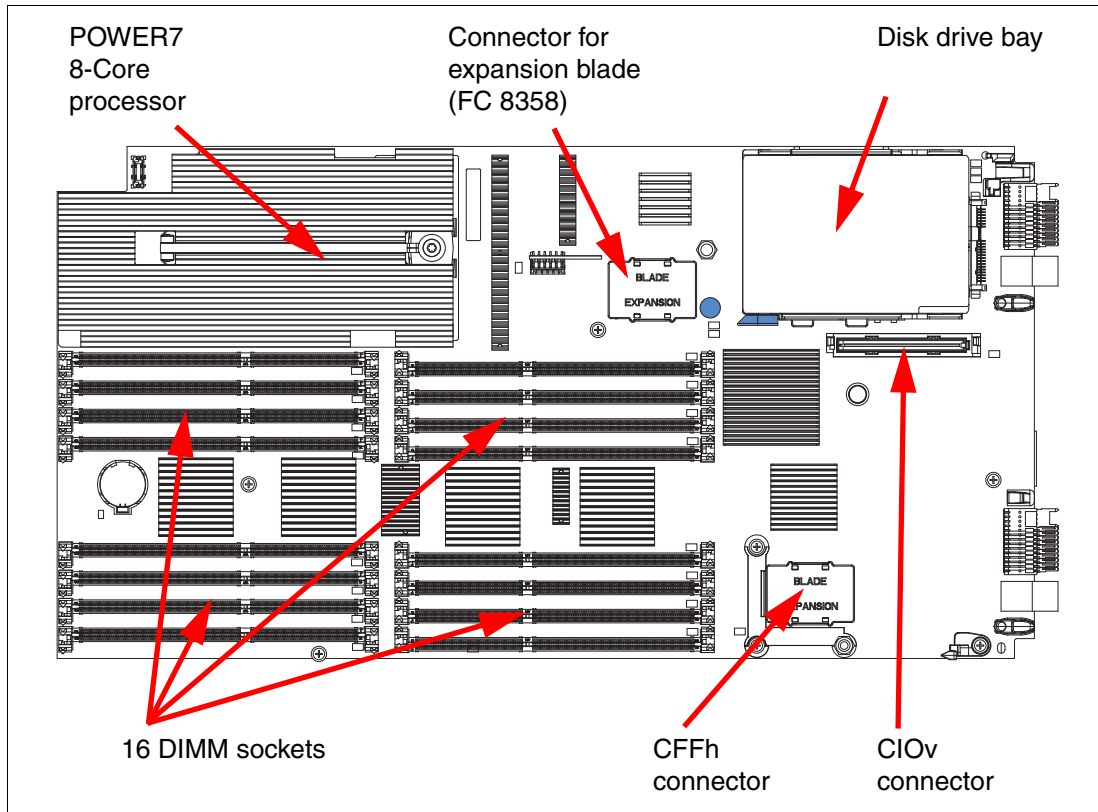 POWER7
8-Core
processor
Connector for
expansion blade
(FC 8358)
Disk drive bay
BLADE
EXPANSION
BLADE
XPANSION
16 DIMM sockets
CFFh
connector
CIOv
connector